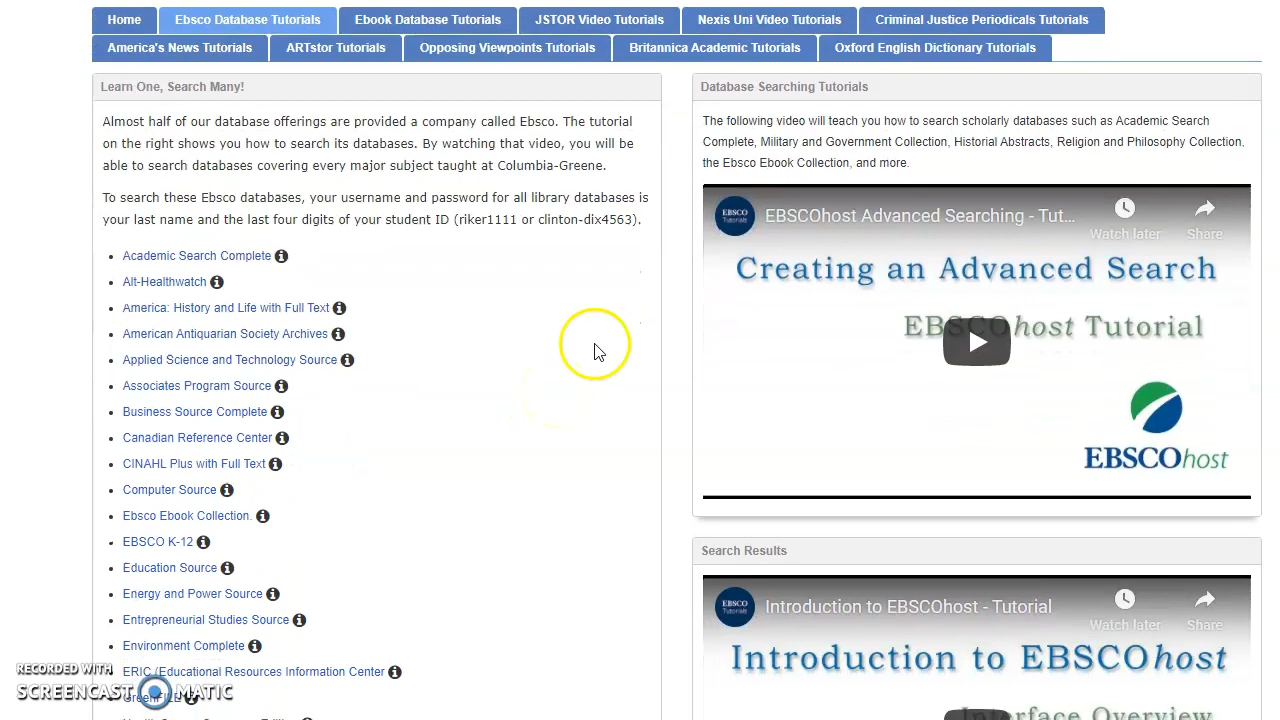 Home Ebsco Database Tutorials Ebook Database Tutorials JSTOR Video Tutorials Nexis Uni Video Tutorials Criminal Justice Periodicals Tutorials
America's News Tutorials ARTstor Tutorials Opposing Viewpoints Tutorials Britannica Academic Tutorials Oxford English Dictionary Tutorials
Learn One, Search Many!
Almost half of our database offerings are provided a company called Ebsco. The tutorial
on the right shows you how to search its databases. By watching that video, you will be
able to search databases covering every major subject taught at Columbia-Greene.
To search these Ebsco databases, your username and password for all library databases is
your last name and the last four digits of your student ID (riker1111 or clinton-dix4563).
Academic Search Complete
Alt-Healthwatch
America: History and Life with Full Text
American Antiquarian Society Archives
Applied Science and Technology Source
Associates Program Source
Business Source Complete
Canadian Reference Center
CINAHL Plus with Full Text
Computer Source
Ebsco Ebook Collection.
EBSCO K-12
Education Source
Energy and Power Source
Entrepreneurial Studies Source
Environment Complete
ERIC (Educational Resources Information Center
GreenFILE
RECORDED WITH
SCREENCAST MATIC
Database Searching Tutorials
The following video will teach you how to search scholarly databases such as Academic Search
Complete, Military and Government Collection, Historial Abstracts, Religion and Philosophy Collection,
the Ebsco Ebook Collection, and more.
EBSCO Tutorials
EBSCOhost Advanced Searching - Tut...
Watch later Share
Creating an Advanced Search
EBSCOhost Tutorial
EBSCOhost
Search Results
EBSCO Tutorials
Introduction to EBSCOhost - Tutorial
Watch later Share
Introduction to EBSCOhost
Interface Overview